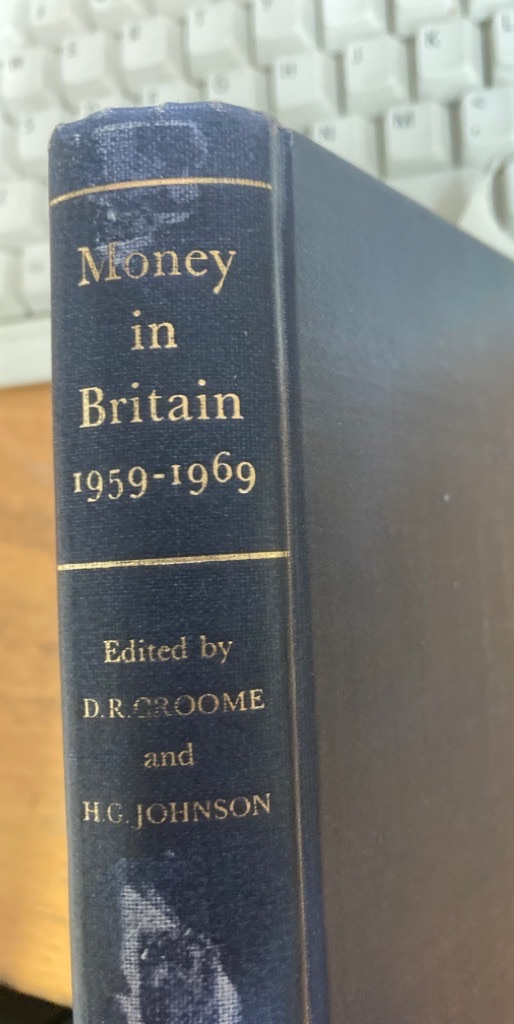 Money
in
Britain
1959-1969
Edited by
D.R.CROOME
and
H.G.JOHNSON